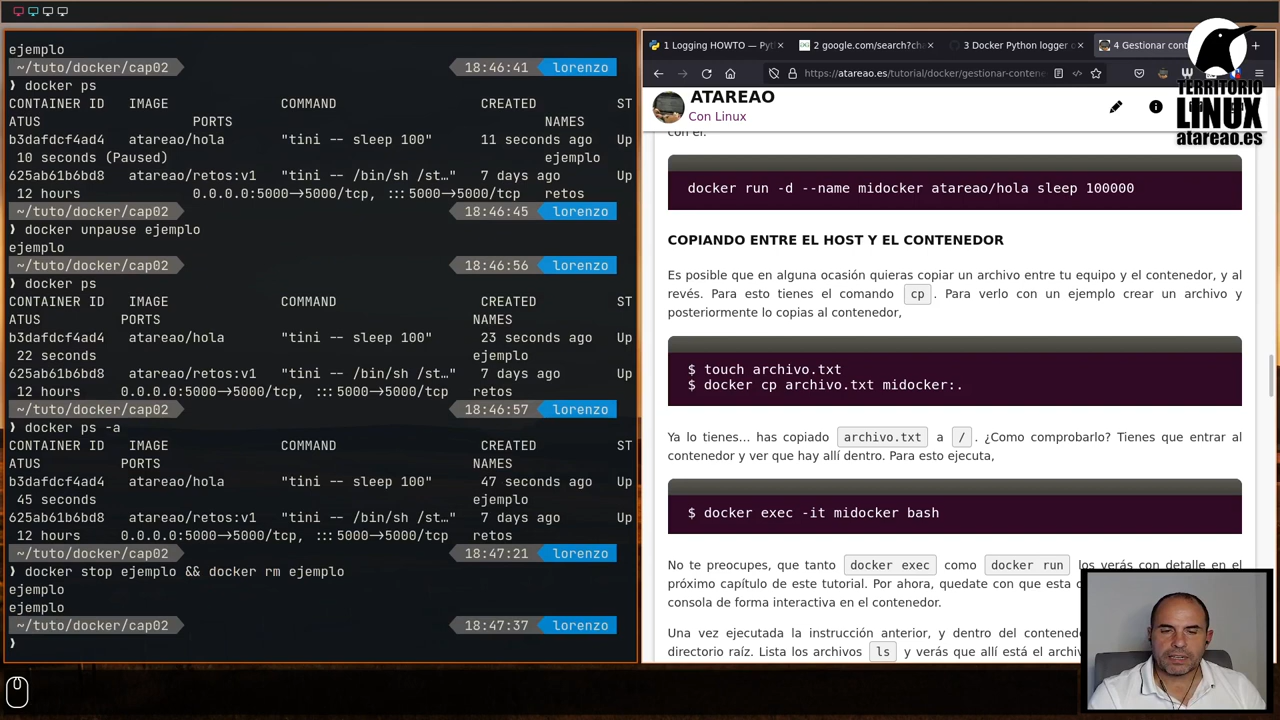 ejemplo
~/tuto/docker/cap02 18:46:41 lorenzo
❯ docker ps
CONTAINER ID IMAGE COMMAND CREATED ST
ATUS PORTS NAMES
b3dafdcf4ad4 atareao/hola "tini -- sleep 100" 11 seconds ago Up
10 seconds (Paused) ejemplo
625ab61b6bd8 atareao/retos:v1 "tini -- /bin/sh /st…" 7 days ago Up
12 hours 0.0.0.0:5000->5000/tcp, :::5000->5000/tcp retos
~/tuto/docker/cap02 18:46:45 lorenzo
❯ docker unpause ejemplo
ejemplo
~/tuto/docker/cap02 18:46:56 lorenzo
❯ docker ps
CONTAINER ID IMAGE COMMAND CREATED ST
ATUS PORTS NAMES
b3dafdcf4ad4 atareao/hola "tini -- sleep 100" 23 seconds ago Up
22 seconds ejemplo
625ab61b6bd8 atareao/retos:v1 "tini -- /bin/sh /st…" 7 days ago Up
12 hours 0.0.0.0:5000->5000/tcp, :::5000->5000/tcp retos
~/tuto/docker/cap02 18:46:57 lorenzo
❯ docker ps -a
CONTAINER ID IMAGE COMMAND CREATED ST
ATUS PORTS NAMES
b3dafdcf4ad4 atareao/hola "tini -- sleep 100" 47 seconds ago Up
45 seconds ejemplo
625ab61b6bd8 atareao/retos:v1 "tini -- /bin/sh /st…" 7 days ago Up
12 hours 0.0.0.0:5000->5000/tcp, :::5000->5000/tcp retos
~/tuto/docker/cap02 18:47:21 lorenzo
❯ docker stop ejemplo && docker rm ejemplo
ejemplo
ejemplo
~/tuto/docker/cap02 18:47:37 lorenzo
❯
1 Logging HOWTO — Pyt
2 google.com/search?cha
3 Docker Python logger o
4 Gestionar cont
https://atareao.es/tutorial/docker/gestionar-contene
TERRITORIO
LINUX
atareao.es
ATAREAO
Con Linux
con él.
docker run -d --name midocker atareao/hola sleep 100000
COPIANDO ENTRE EL HOST Y EL CONTENEDOR
Es posible que en alguna ocasión quieras copiar un archivo entre tu equipo y el contenedor, y al
revés. Para esto tienes el comando cp. Para verlo con un ejemplo crear un archivo y
posteriormente lo copias al contenedor,
$ touch archivo.txt
$ docker cp archivo.txt midocker:.
Ya lo tienes… has copiado archivo.txt a /. ¿Como comprobarlo? Tienes que entrar al
contenedor y ver que hay allí dentro. Para esto ejecuta,
$ docker exec -it midocker bash
No te preocupes, que tanto docker exec como docker run los verás con detalle en el
próximo capítulo de este tutorial. Por ahora, quedate con que esta
consola de forma interactiva en el contenedor.
Una vez ejecutada la instrucción anterior, y dentro del contened
directorio raíz. Lista los archivos ls y verás que allí está el archiv